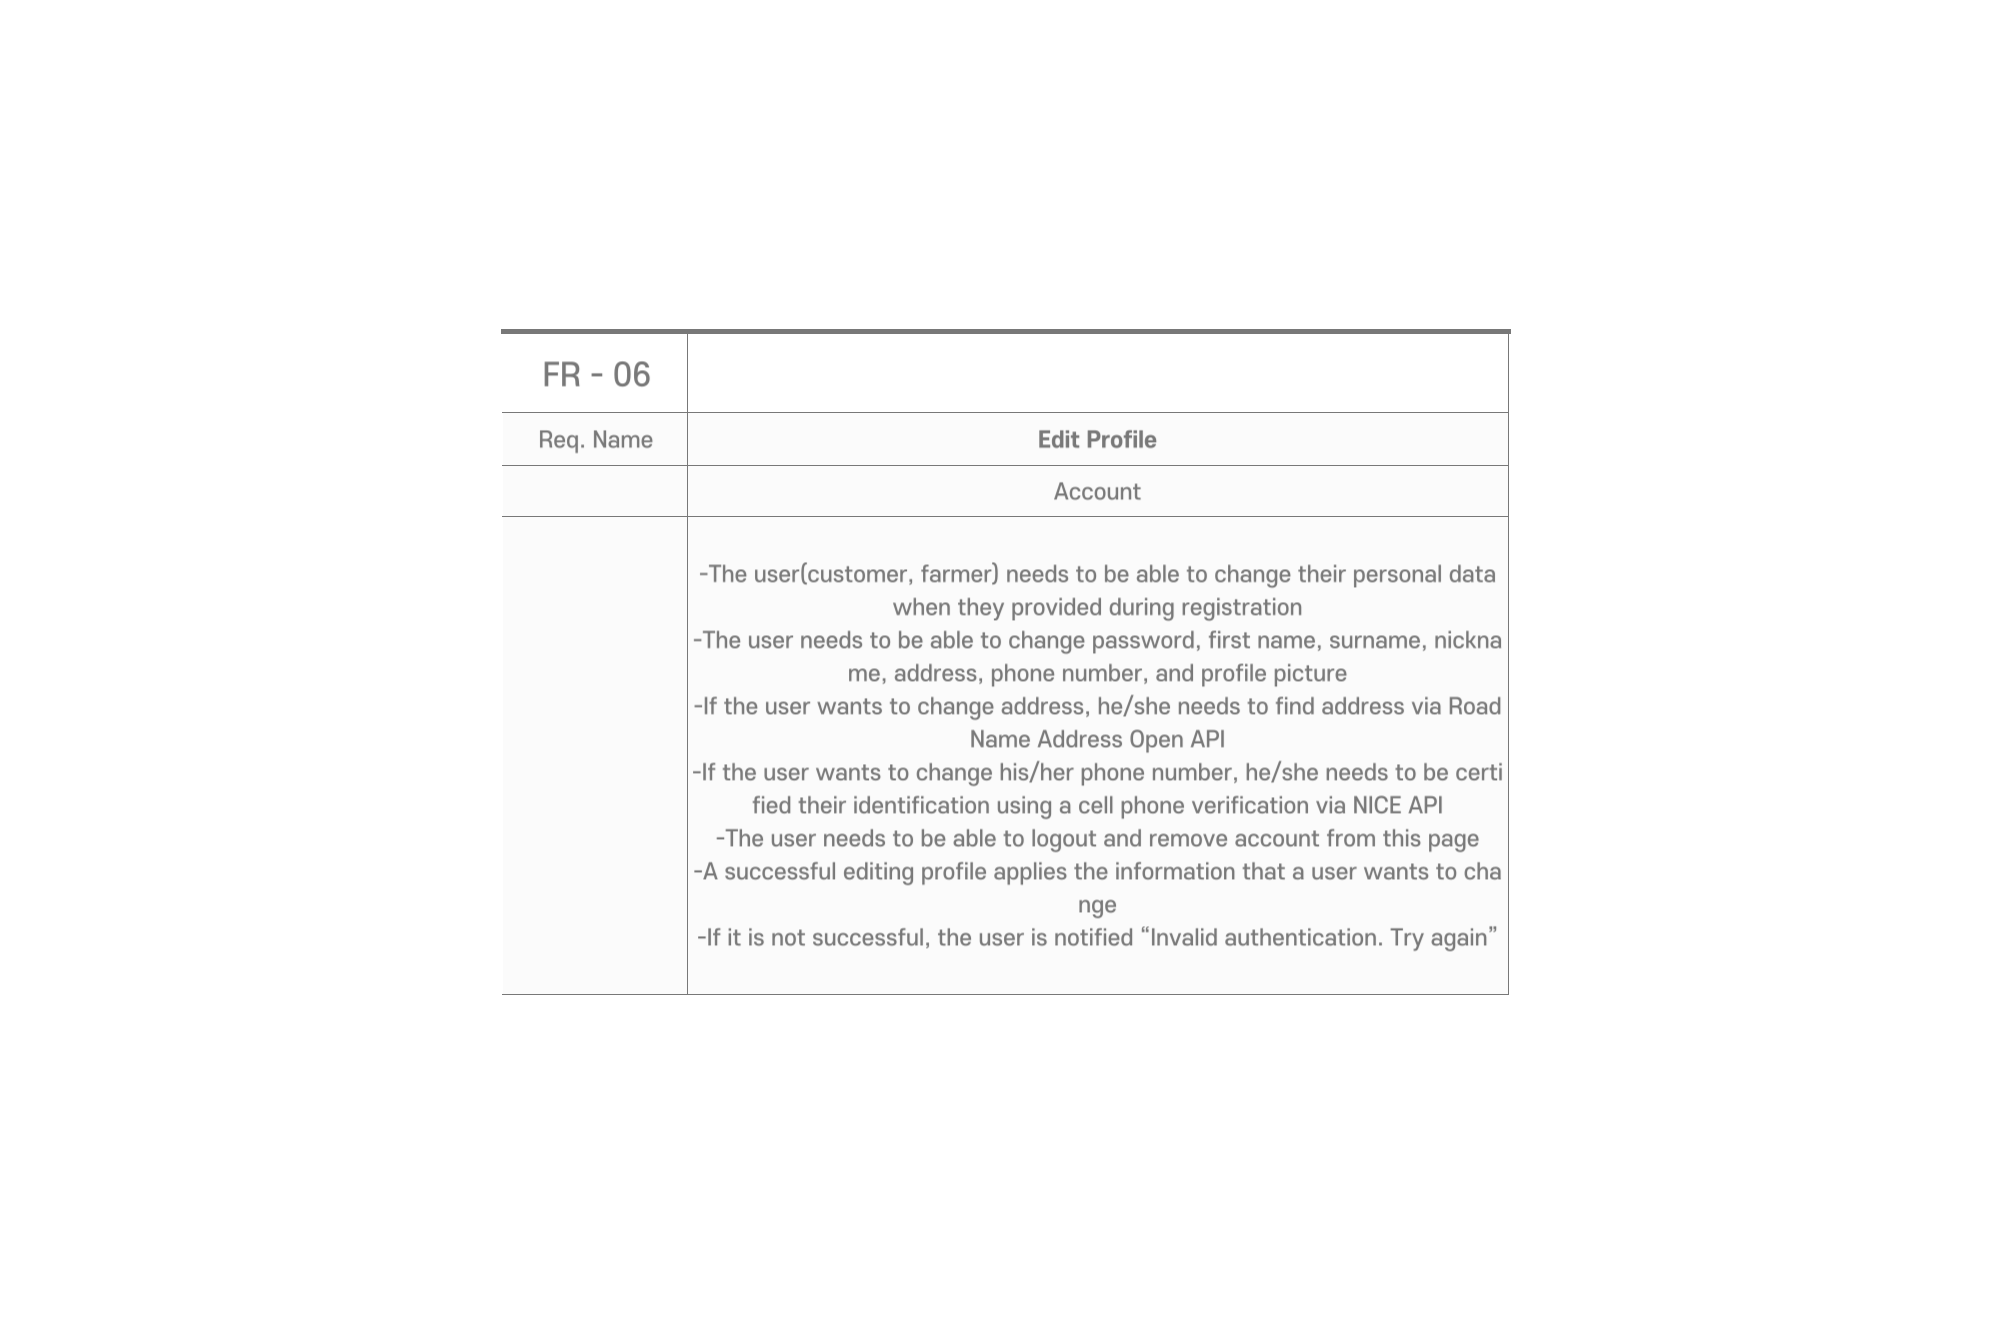 FR - 06
Req. Name
Edit Profile
Account
-The user(customer, farmer) needs to be able to change their personal data
when they provided during registration
-The user needs to be able to change password, first name, surname, nickna
me, address, phone number, and profile picture
-If the user wants to change address, he/she needs to find address via Road
Name Address Open API
-If the user wants to change his/her phone number, he/she needs to be certi
fied their identification using a cell phone verification via NICE API
-The user needs to be able to logout and remove account from this page
-A successful editing profile applies the information that a user wants to cha
nge
-If it is not successful, the user is notified “Invalid authentication. Try again”